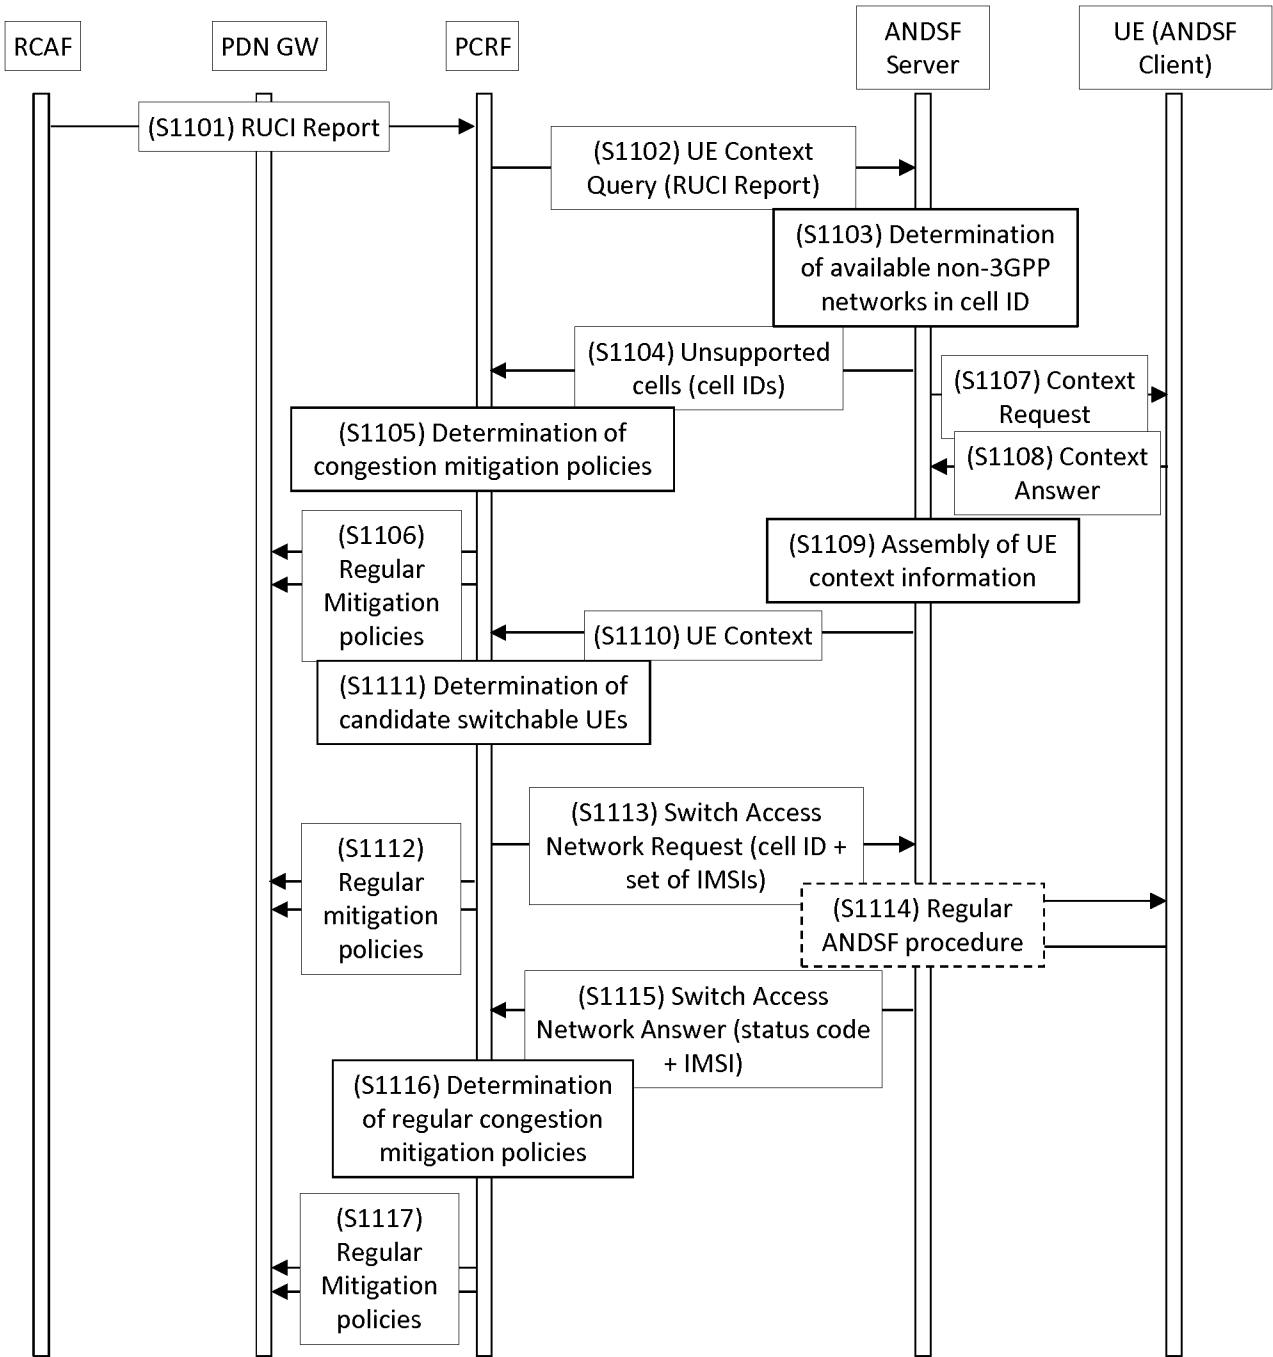 RCAF
PDN GW
PCRF
ANDSF
Server
UE (ANDSF
Client)
(S1101) RUCI Report
(S1102) UE Context
Query (RUCI Report)
(S1103) Determination
of available non-3GPP
networks in cell ID
(S1104) Unsupported
cells (cell IDs)
(S1107) Context
Request
(S1105) Determination of
congestion mitigation policies
(S1108) Context
Answer
(S1106)
Regular
Mitigation
policies
(S1109) Assembly of UE
context information
(S1110) UE Context
(S1111) Determination of
candidate switchable UEs
(S1113) Switch Access
Network Request (cell ID +
set of IMSIs)
(S1112)
Regular
mitigation
policies
(S1114) Regular
ANDSF procedure
(S1115) Switch Access
Network Answer (status code
+ IMSI)
(S1116) Determination
of regular congestion
mitigation policies
(S1117)
Regular
Mitigation
policies